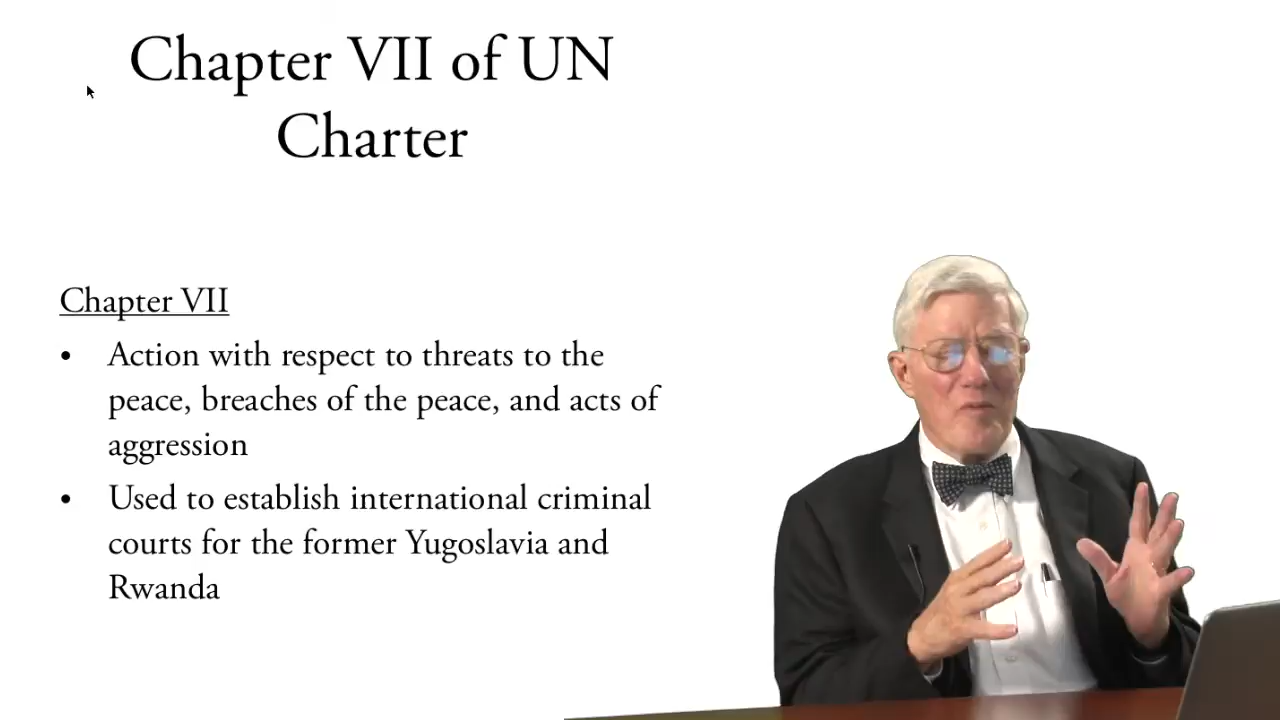 Chapter VII of UN
Charter
Chapter VII
• Action with respect to threats to the
peace, breaches of the peace, and acts of
aggression
• Used to establish international criminal
courts for the former Yugoslavia and
Rwanda